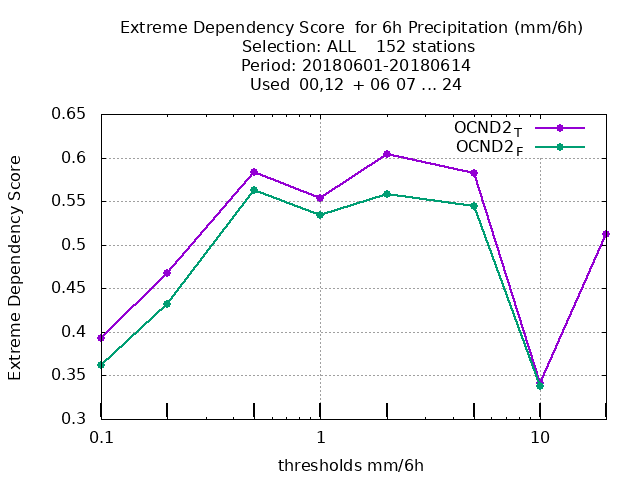 Extreme Dependency Score  for 6h Precipitation (mm/6h)
Selection: ALL    152 stations
Period: 20180601-20180614
Used  00,12  + 06 07 ... 24
OCND2T
OCND2F
Extreme Dependency Score
0.65
0.6
0.55
0.5
0.45
0.4
0.35
0.3
0.1
1
10
thresholds mm/6h